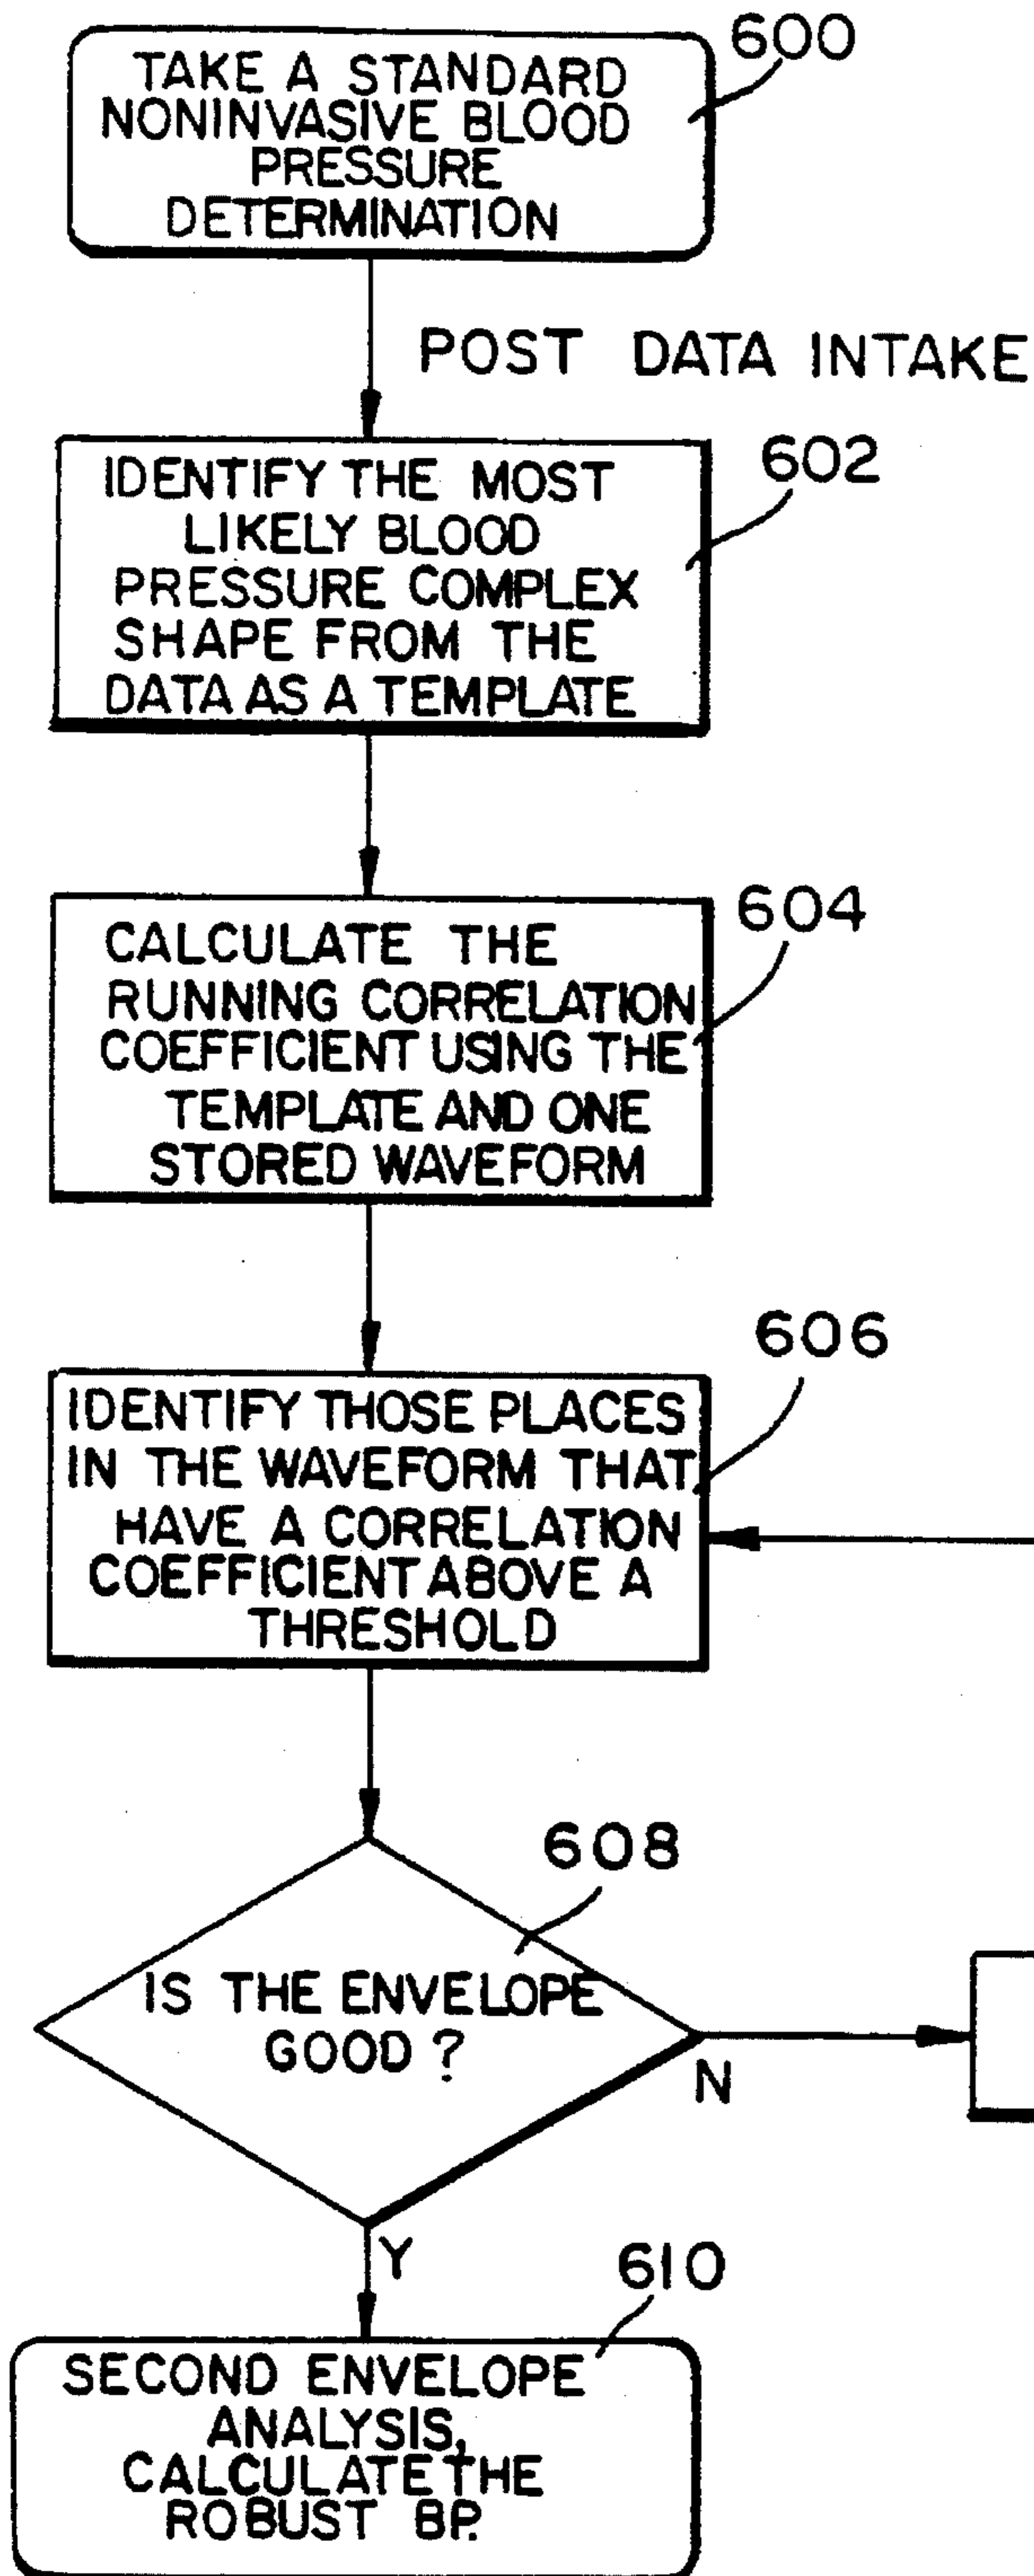 600
TAKE A STANDARD
NONINVASIVE BLOOD
PRESSURE
DETERMINATION
POST DATA INTAKE
602
IDENTIFY THE MOST
LIKELY BLOOD
PRESSURE COMPLEX
SHAPE FROM THE
DATA AS A TEMPLATE
604
CALCULATE THE
RUNNING CORRELATION
COEFFICIENT USING THE
TEMPLATE AND ONE
STORED WAVEFORM
606
IDENTIFY THOSE PLACES
IN THE WAVEFORM THAT
HAVE A CORRELATION
COEFFICIENT ABOVE A
THRESHOLD
608
IS THE ENVELOPE
GOOD ?
N
Y
610
SECOND ENVELOPE
ANALYSIS,
CALCULATE THE
ROBUST BP.